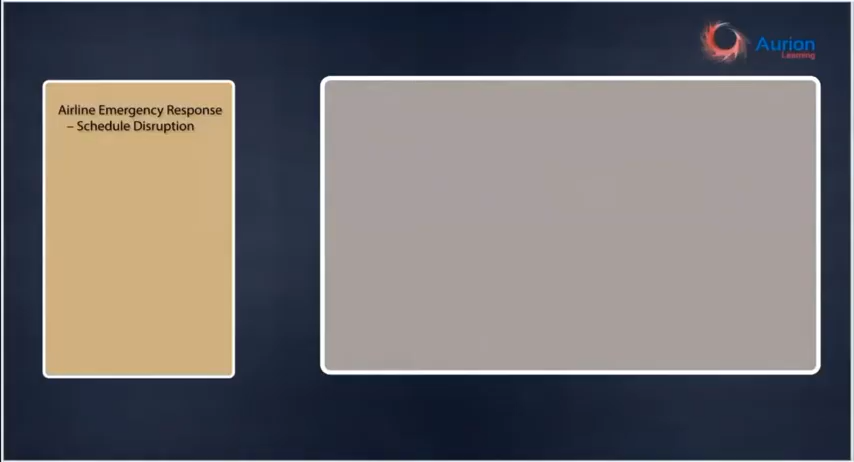 Aurion
Learning
Airline Emergency Response
– Schedule Disruption